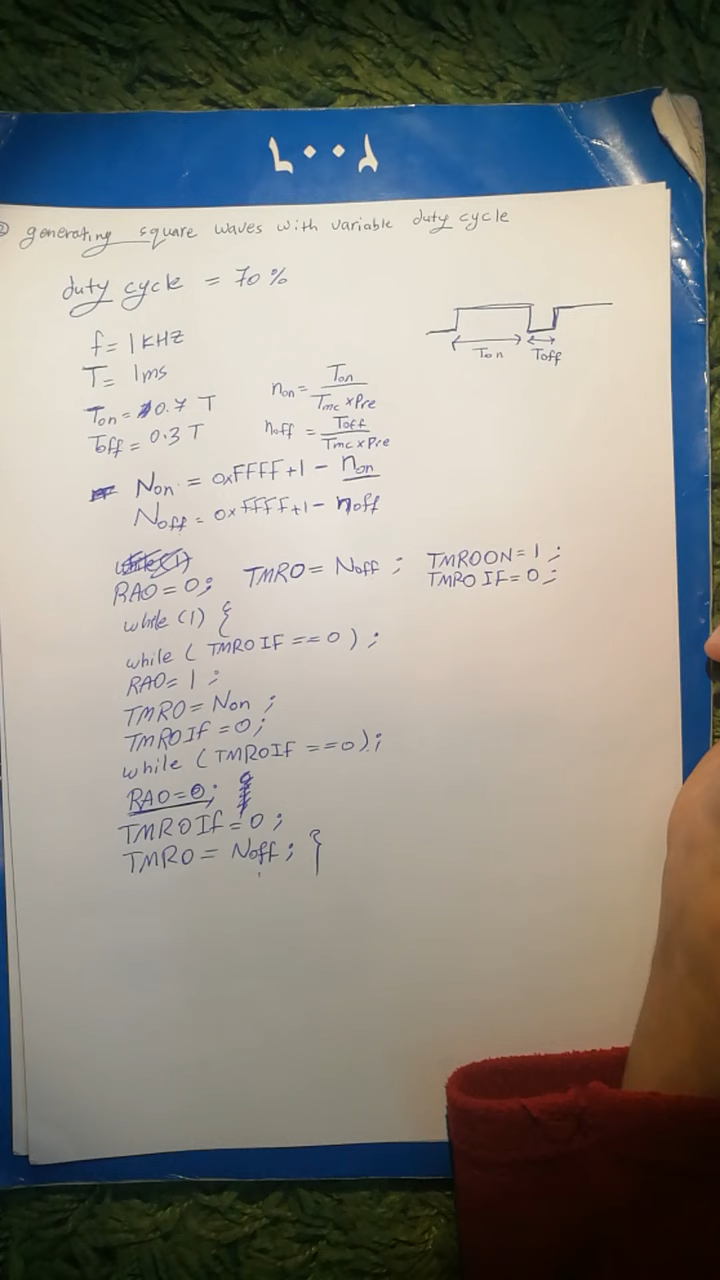 ② generating square waves with variable duty cycle
duty cycle = 70%
f = 1 KHZ
T = 1ms
Ton = 0.7 T
Toff = 0.3 T
Ton Toff
non = Ton / Tmc × Pre
noff = Toff / Tmc × Pre
Non = 0xFFFF+1 - non
Noff = 0xFFFF+1 - noff
RA0=0; TMR0 = Noff ; TMR0ON=1 ;
TMR0IF=0 ;
while (1) {
while ( TMR0IF ==0 ) ;
RA0= 1 ;
TMR0= Non ;
TMR0If =0;
while (TMR0If ==0);
RA0=0;
TMR0If=0 ;
TMR0 = Noff ; }